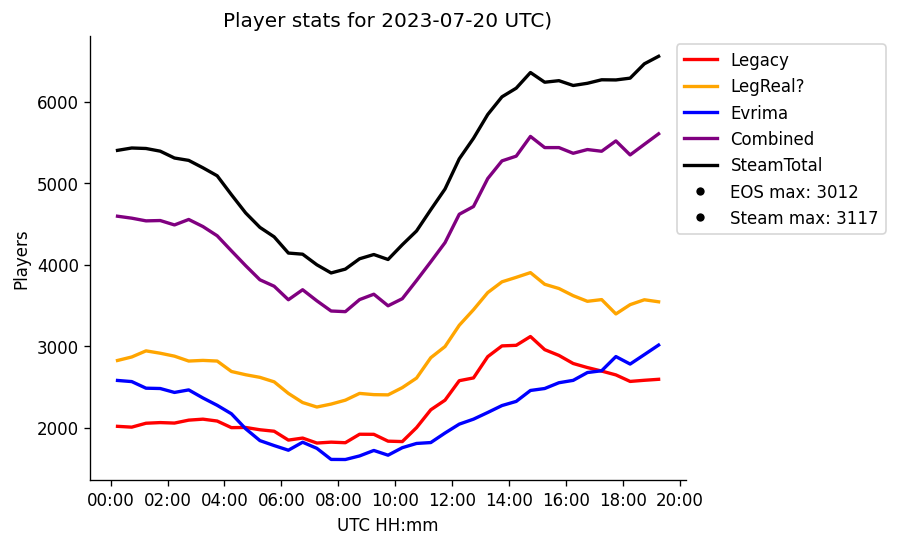 Player stats for 2023-07-20 UTC)
Legacy
LegReal?
Evrima
Combined
SteamTotal
EOS max: 3012
Steam max: 3117
6000
5000
4000
3000
2000
Players
00:00 02:00 04:00 06:00 08:00 10:00 12:00 14:00 16:00 18:00 20:00
UTC HH:mm